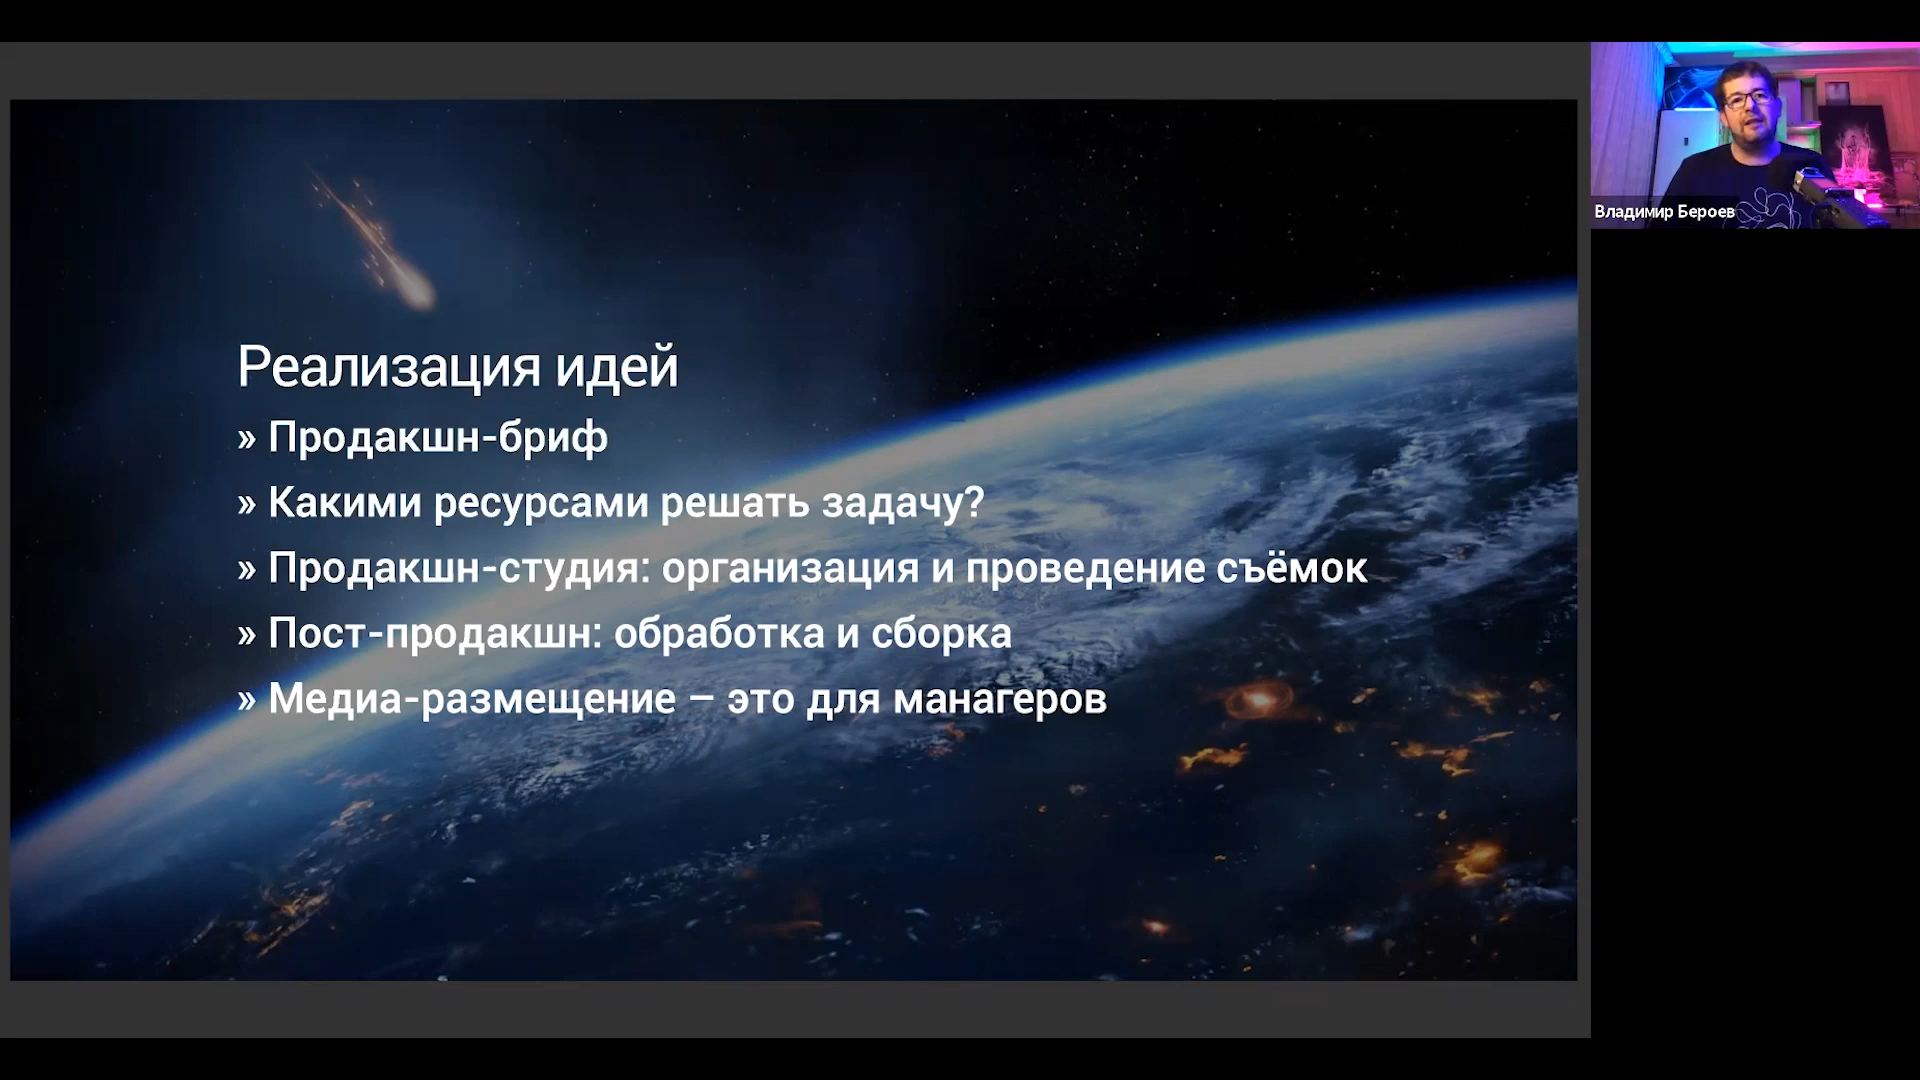 Реализация идей
» Продакшн-бриф
» Какими ресурсами решать задачу?
» Продакшн-студия: организация и проведение съёмок
» Пост-продакшн: обработка и сборка
» Медиа-размещение – это для манагеров
Владимир Бероев